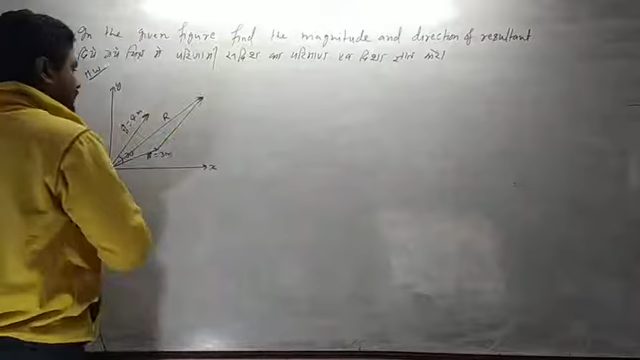 In the given figure find the magnitude and direction of resultant
दिये गये चित्र में परिणामी सदिश का परिमाण एवं दिशा ज्ञात करो।
H.W
y
R
x